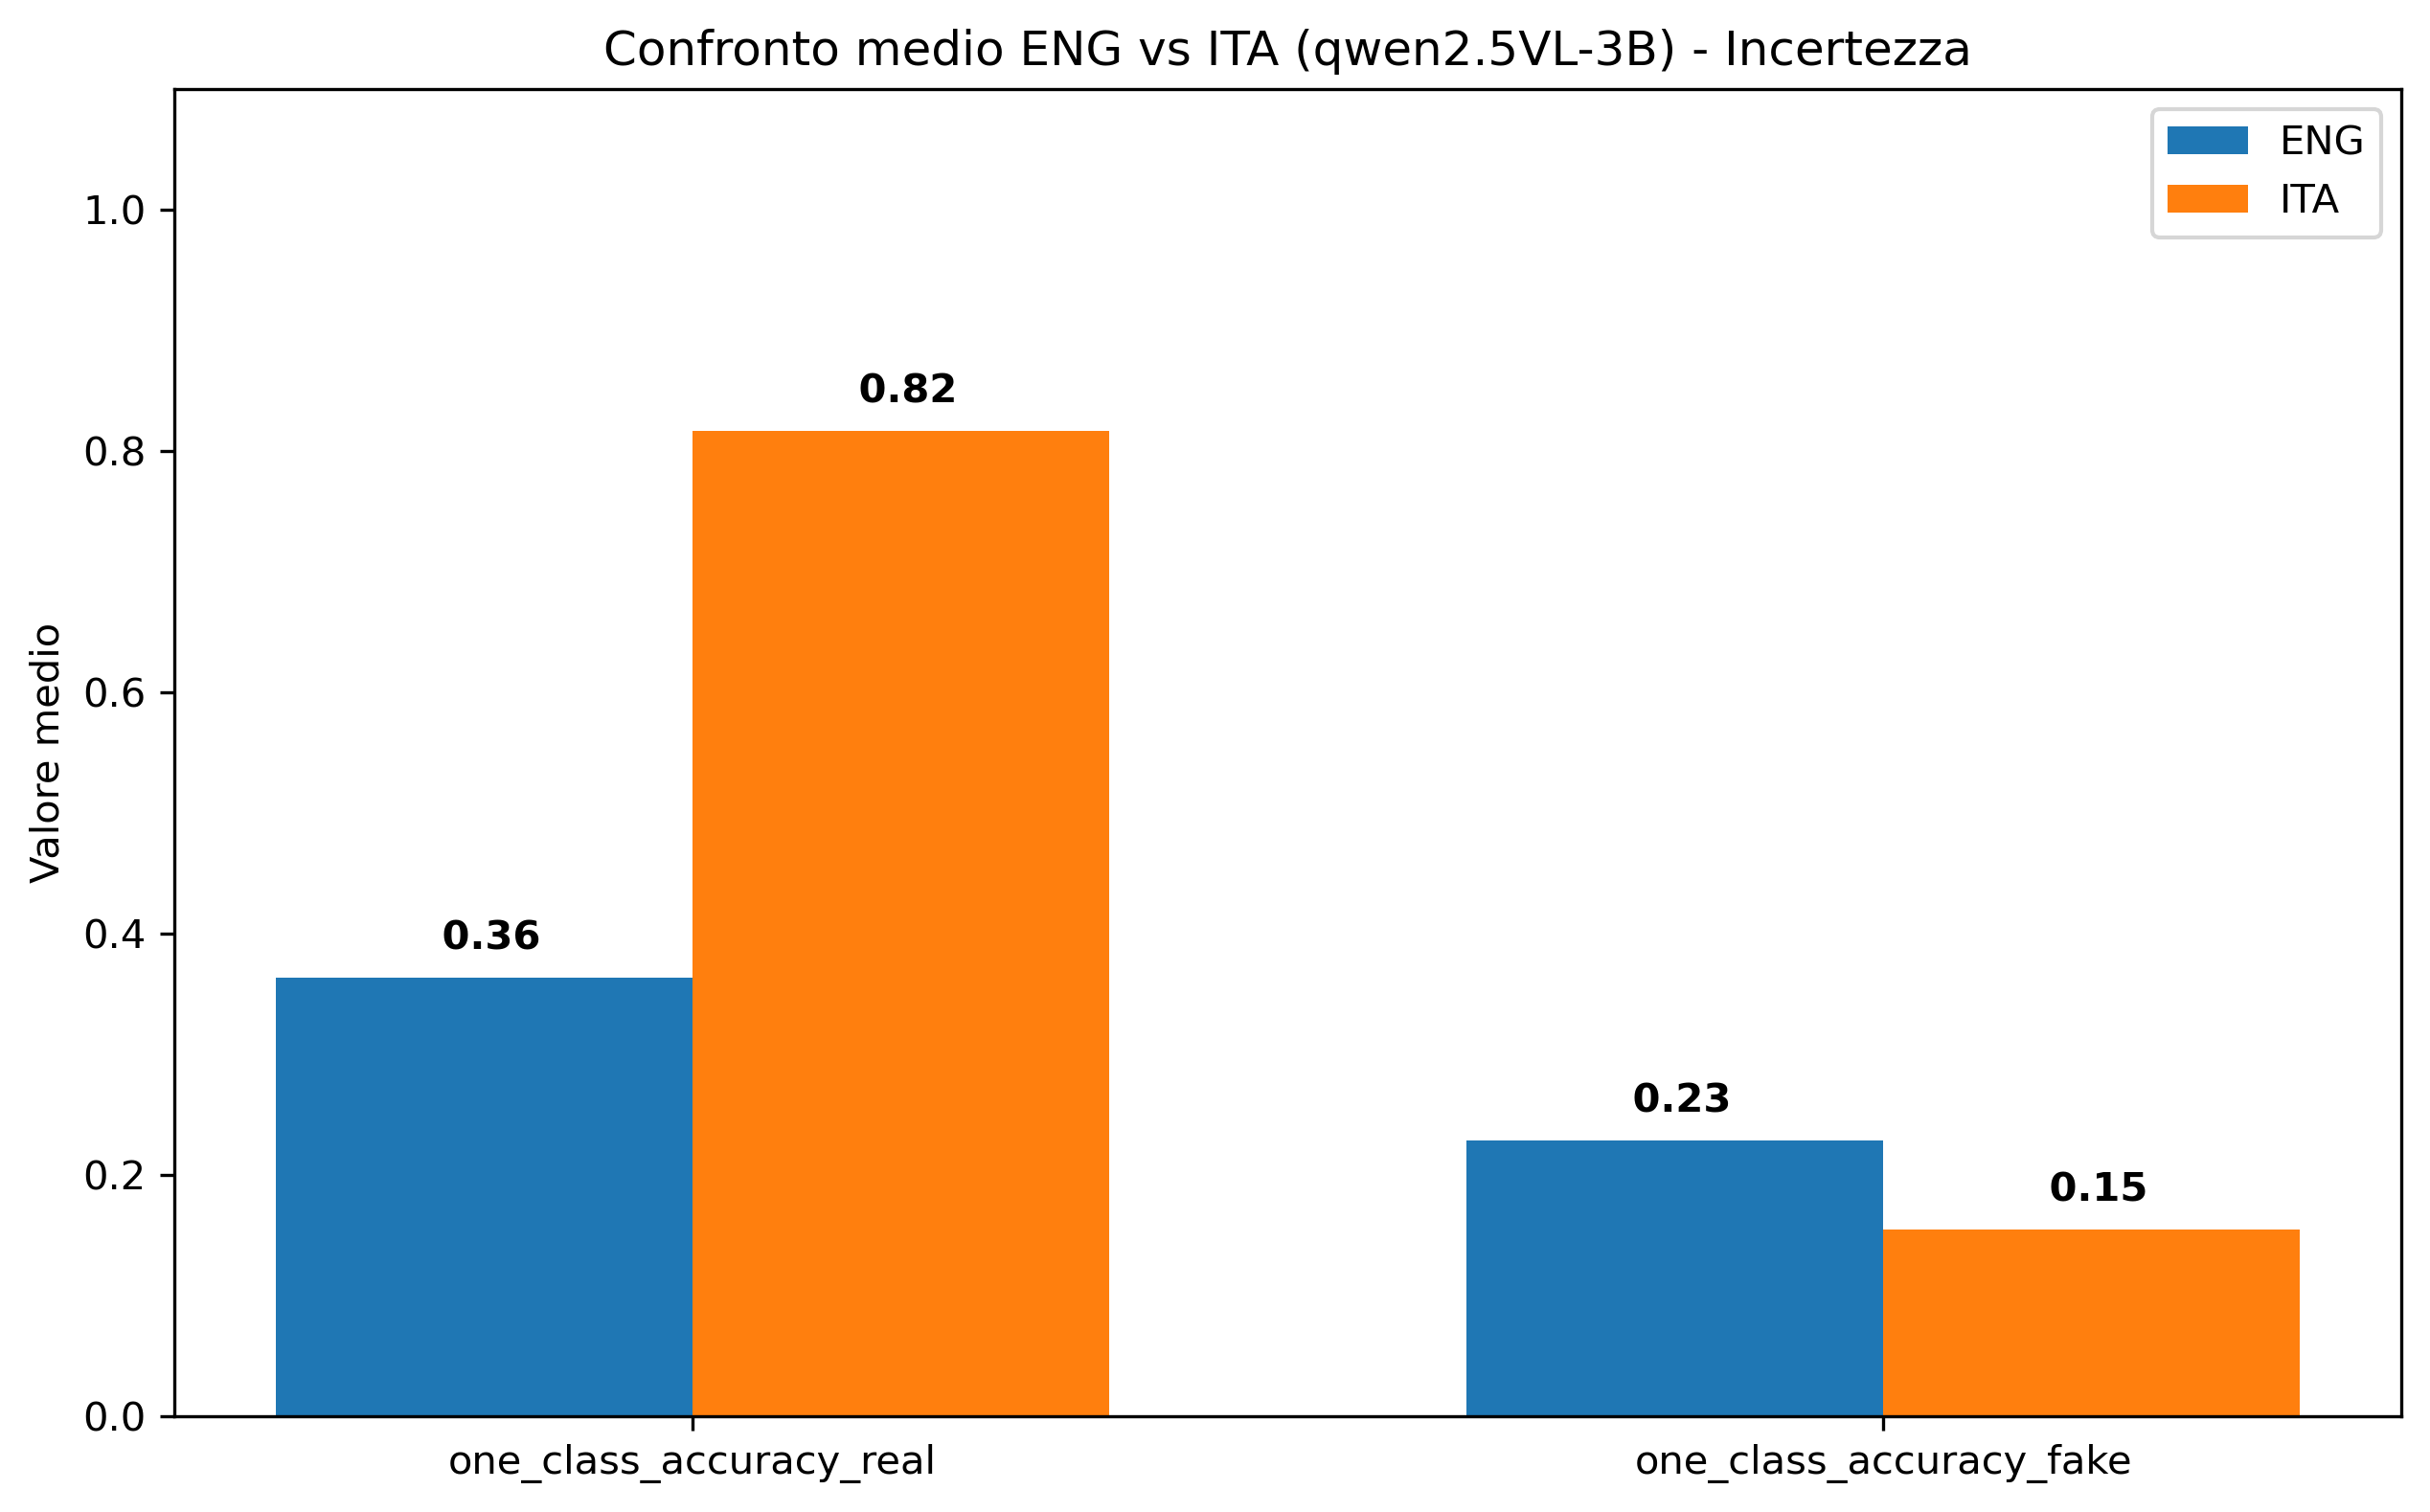 Confronto medio ENG vs ITA (qwen2.5VL-3B) - Incertezza
ENG
ITA
Valore medio
1.0
0.8
0.6
0.4
0.2
0.0
0.36
0.82
0.23
0.15
one_class_accuracy_real
one_class_accuracy_fake